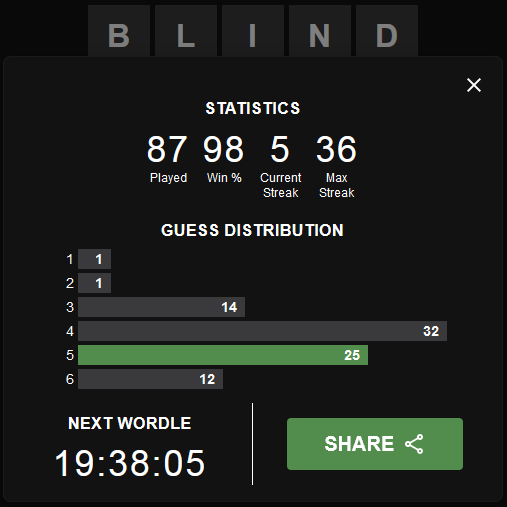 B L I N D
STATISTICS
87 98 5 36
Played Win % Current Streak Max Streak
GUESS DISTRIBUTION
1 1
2 1
3 14
4 32
5 25
6 12
NEXT WORDLE
19:38:05
SHARE